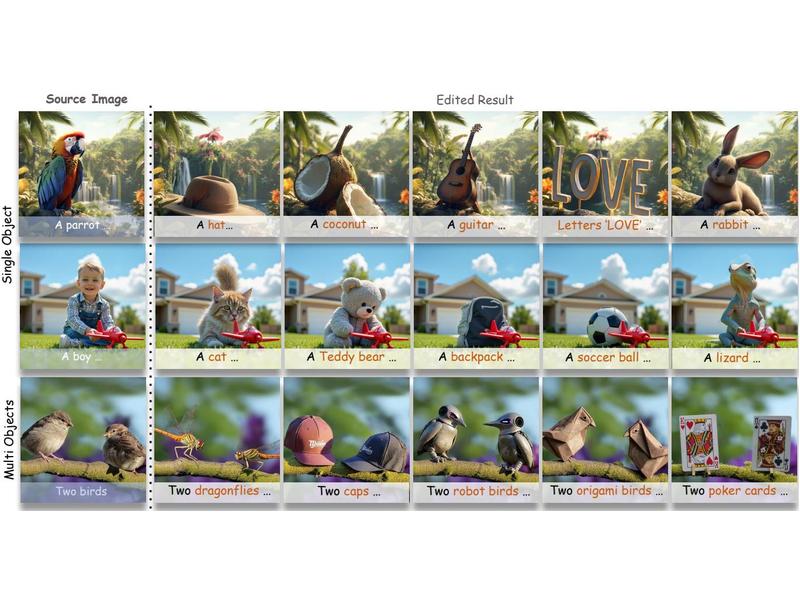 Source Image
Edited Result
Single Object
A parrot ...
A hat...
A coconut ...
A guitar ...
Letters 'LOVE' ...
A rabbit ...
LOVE
A boy ...
A cat ...
A Teddy bear ...
A backpack ...
A soccer ball ...
A lizard ...
Multi Objects
Two birds
Two dragonflies ...
Two caps ...
Two robot birds ...
Two origami birds ...
Two poker cards ...